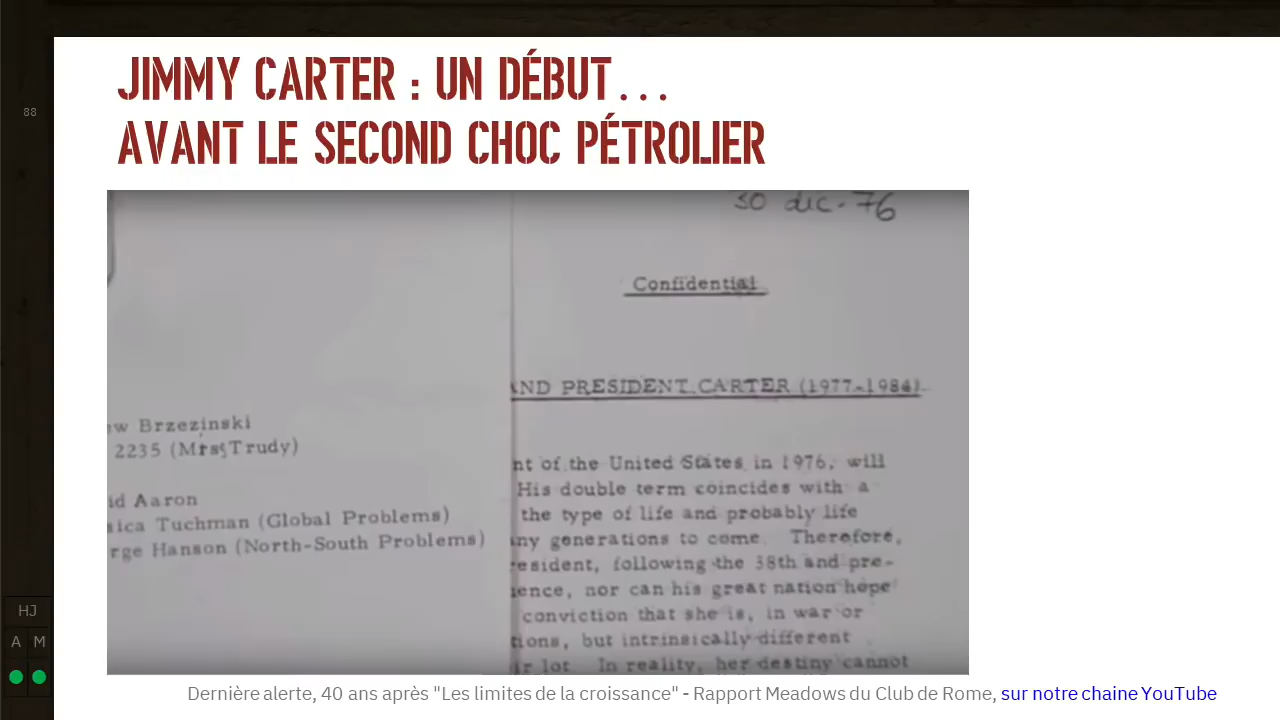 JIMMY CARTER : UN DÉBUT...
AVANT LE SECOND CHOC PÉTROLIER
88
30 dic. 76
Confidential
AND PRESIDENT CARTER (1977-1984)
ew Brzezinski
2235 (Mrs Trudy)
id Aaron
sica Tuchman (Global Problems)
rge Hanson (North-South Problems)
nt of the United States in 1976, will
His double term coincides with a
the type of life and probably life
any generations to come. Therefore,
resident, following the 38th and pre-
ence, nor can his great nation hope
conviction that she is, in war or
tions, but intrinsically different
ir lot. In reality, her destiny cannot
HJ
A M
Dernière alerte, 40 ans après "Les limites de la croissance" - Rapport Meadows du Club de Rome, sur notre chaine YouTube